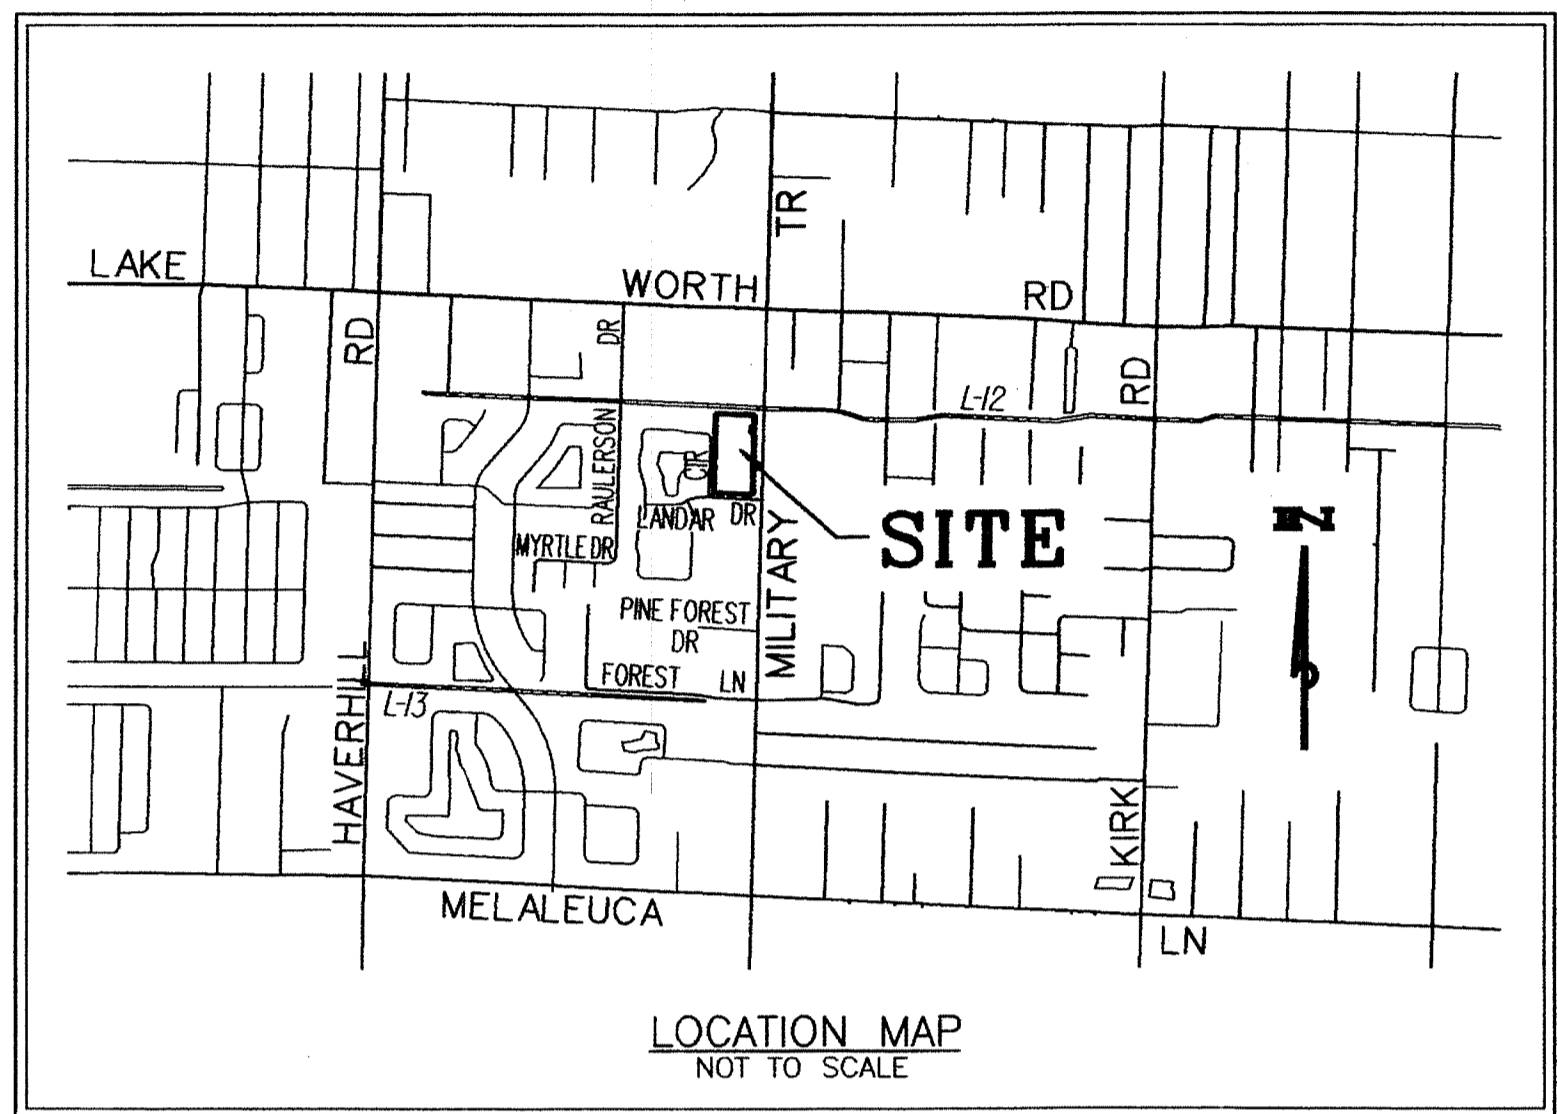 LAKE WORTH RD
TR
RD
DR
RD
L-12
RAULERSON
CIR
LANDAR DR
SITE
N
MYRTLE DR
MILITARY
PINE FOREST
DR
FOREST LN
L-13
HAVERHILL
KIRK
MELALEUCA LN
LOCATION MAP
NOT TO SCALE